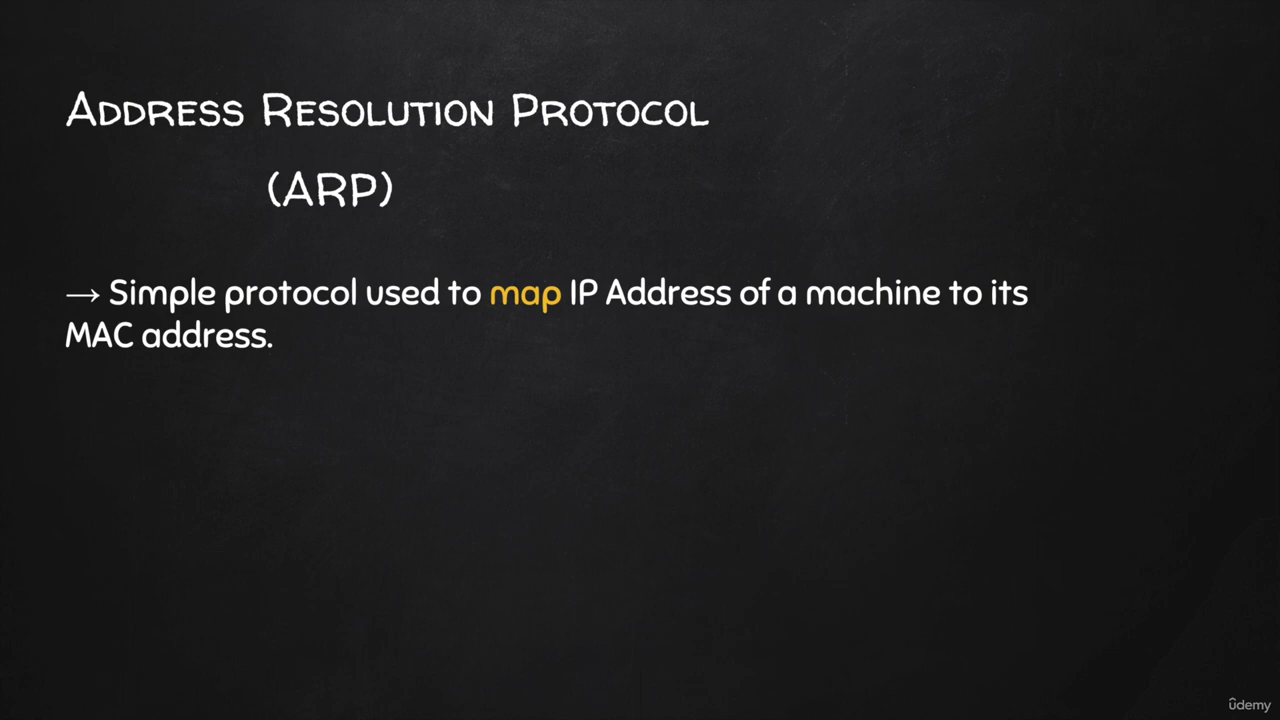 Address Resolution Protocol
(ARP)
→ Simple protocol used to map IP Address of a machine to its
MAC address.
ûdemy